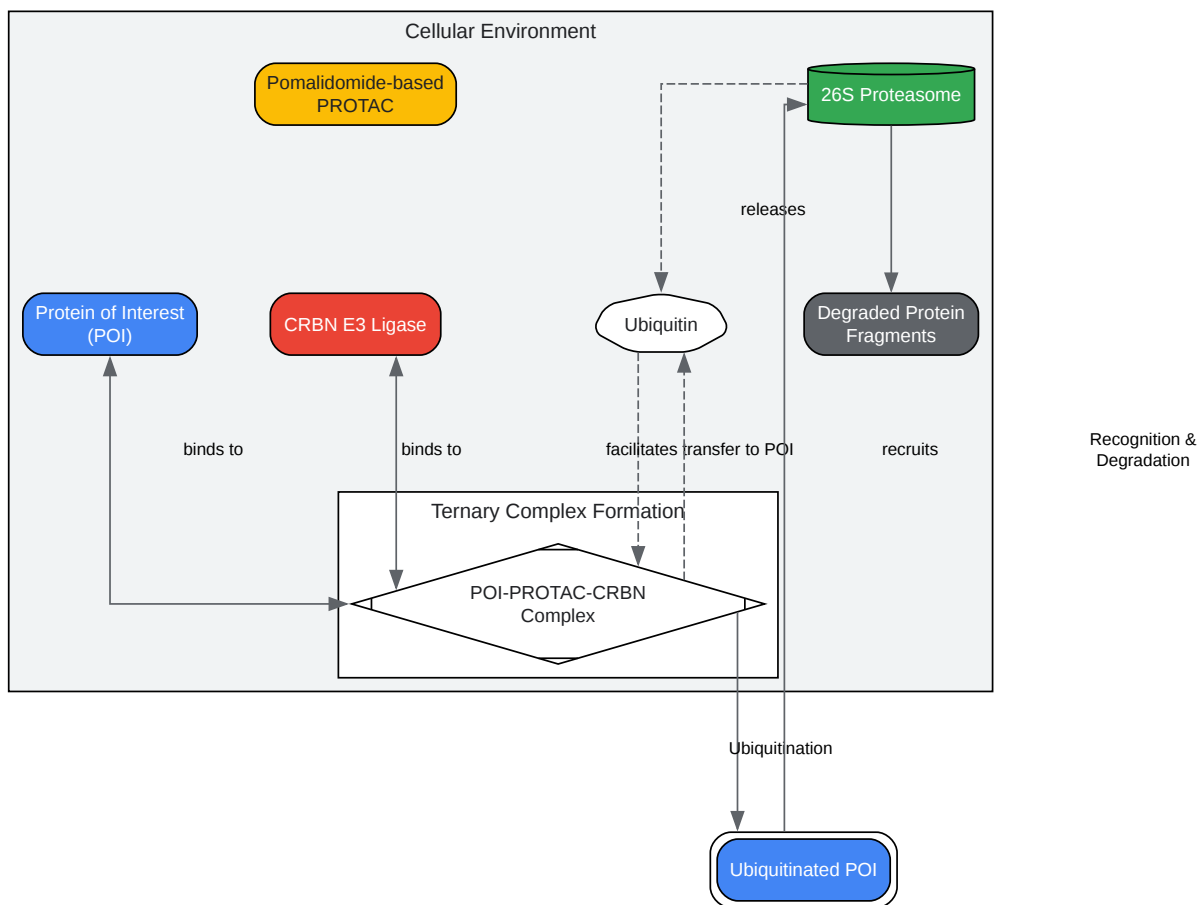 Cellular Environment
Pomalidomide-based
PROTAC
26S Proteasome
releases
Protein of Interest
(POI)
CRBN E3 Ligase
Ubiquitin
Degraded Protein
Fragments
binds to
binds to
facilitates transfer to POI
recruits
Recognition &
Degradation
Ternary Complex Formation
POI-PROTAC-CRBN
Complex
Ubiquitination
Ubiquitinated POI